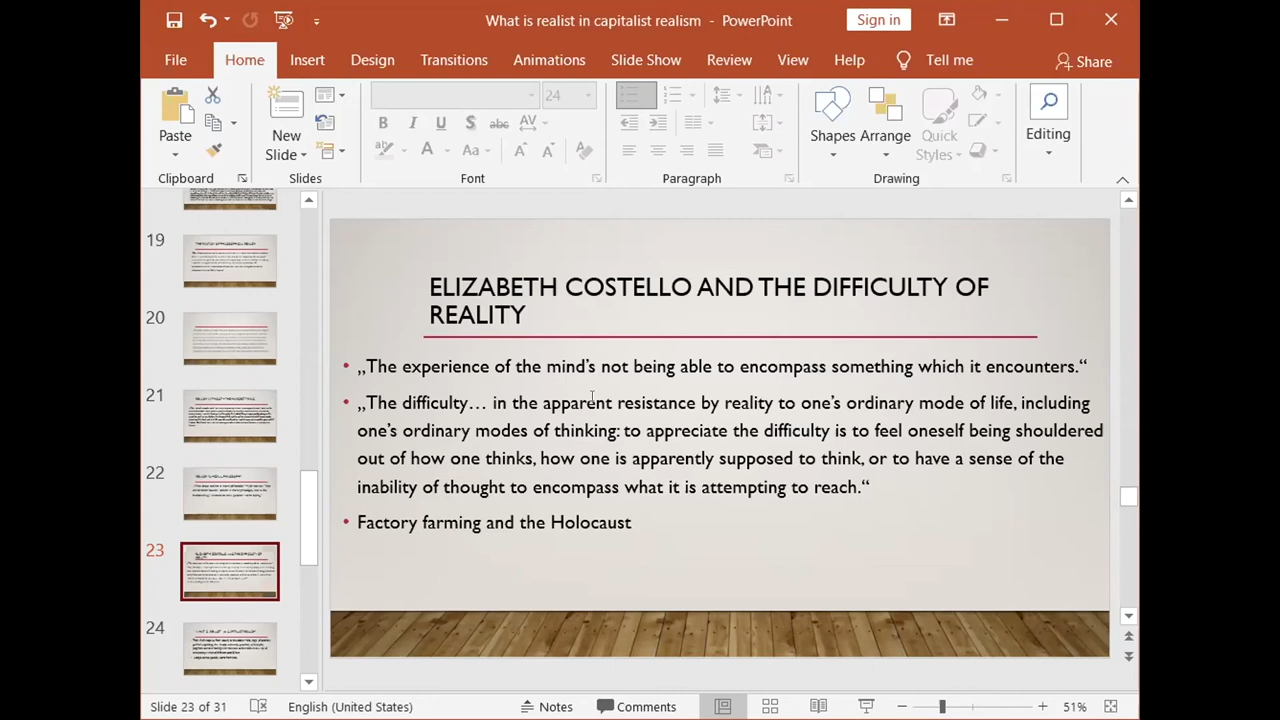 What is realist in capitalist realism - PowerPoint
Sign in
File Home Insert Design Transitions Animations Slide Show Review View Help Tell me Share
Paste
New
Slide
24
Shapes Arrange Quick
Styles
Editing
Clipboard Slides Font Paragraph Drawing
19
20
21
22
23
24
ELIZABETH COSTELLO AND THE DIFFICULTY OF
REALITY
• „The experience of the mind’s not being able to encompass something which it encounters.“
• „The difficulty… in the apparent resistance by reality to one’s ordinary mode of life, including
one’s ordinary modes of thinking: to appreciate the difficulty is to feel oneself being shouldered
out of how one thinks, how one is apparently supposed to think, or to have a sense of the
inability of thought to encompass what it is attempting to reach.“
• Factory farming and the Holocaust
Slide 23 of 31 English (United States) Notes Comments 51%